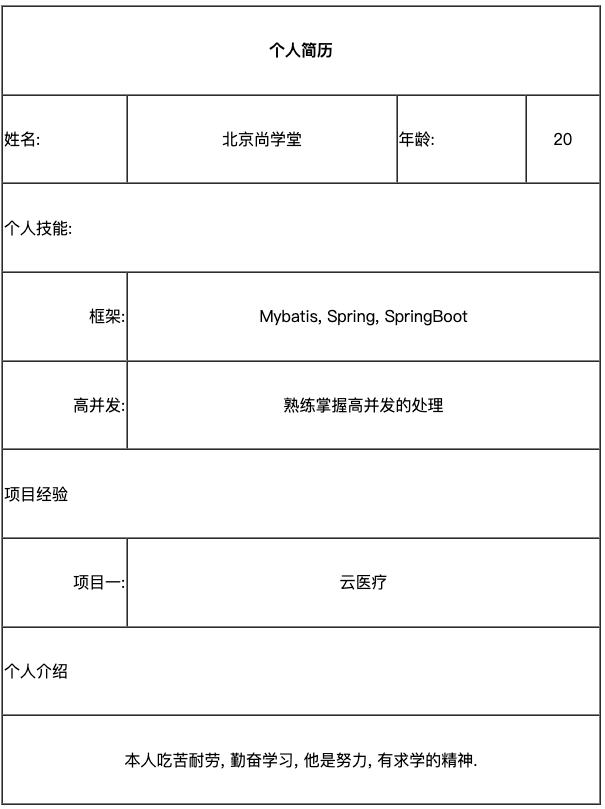 个人简历
姓名: 北京尚学堂 年龄: 20
个人技能:
框架: Mybatis, Spring, SpringBoot
高并发: 熟练掌握高并发的处理
项目经验
项目一: 云医疗
个人介绍
本人吃苦耐劳, 勤奋学习, 他是努力, 有求学的精神.